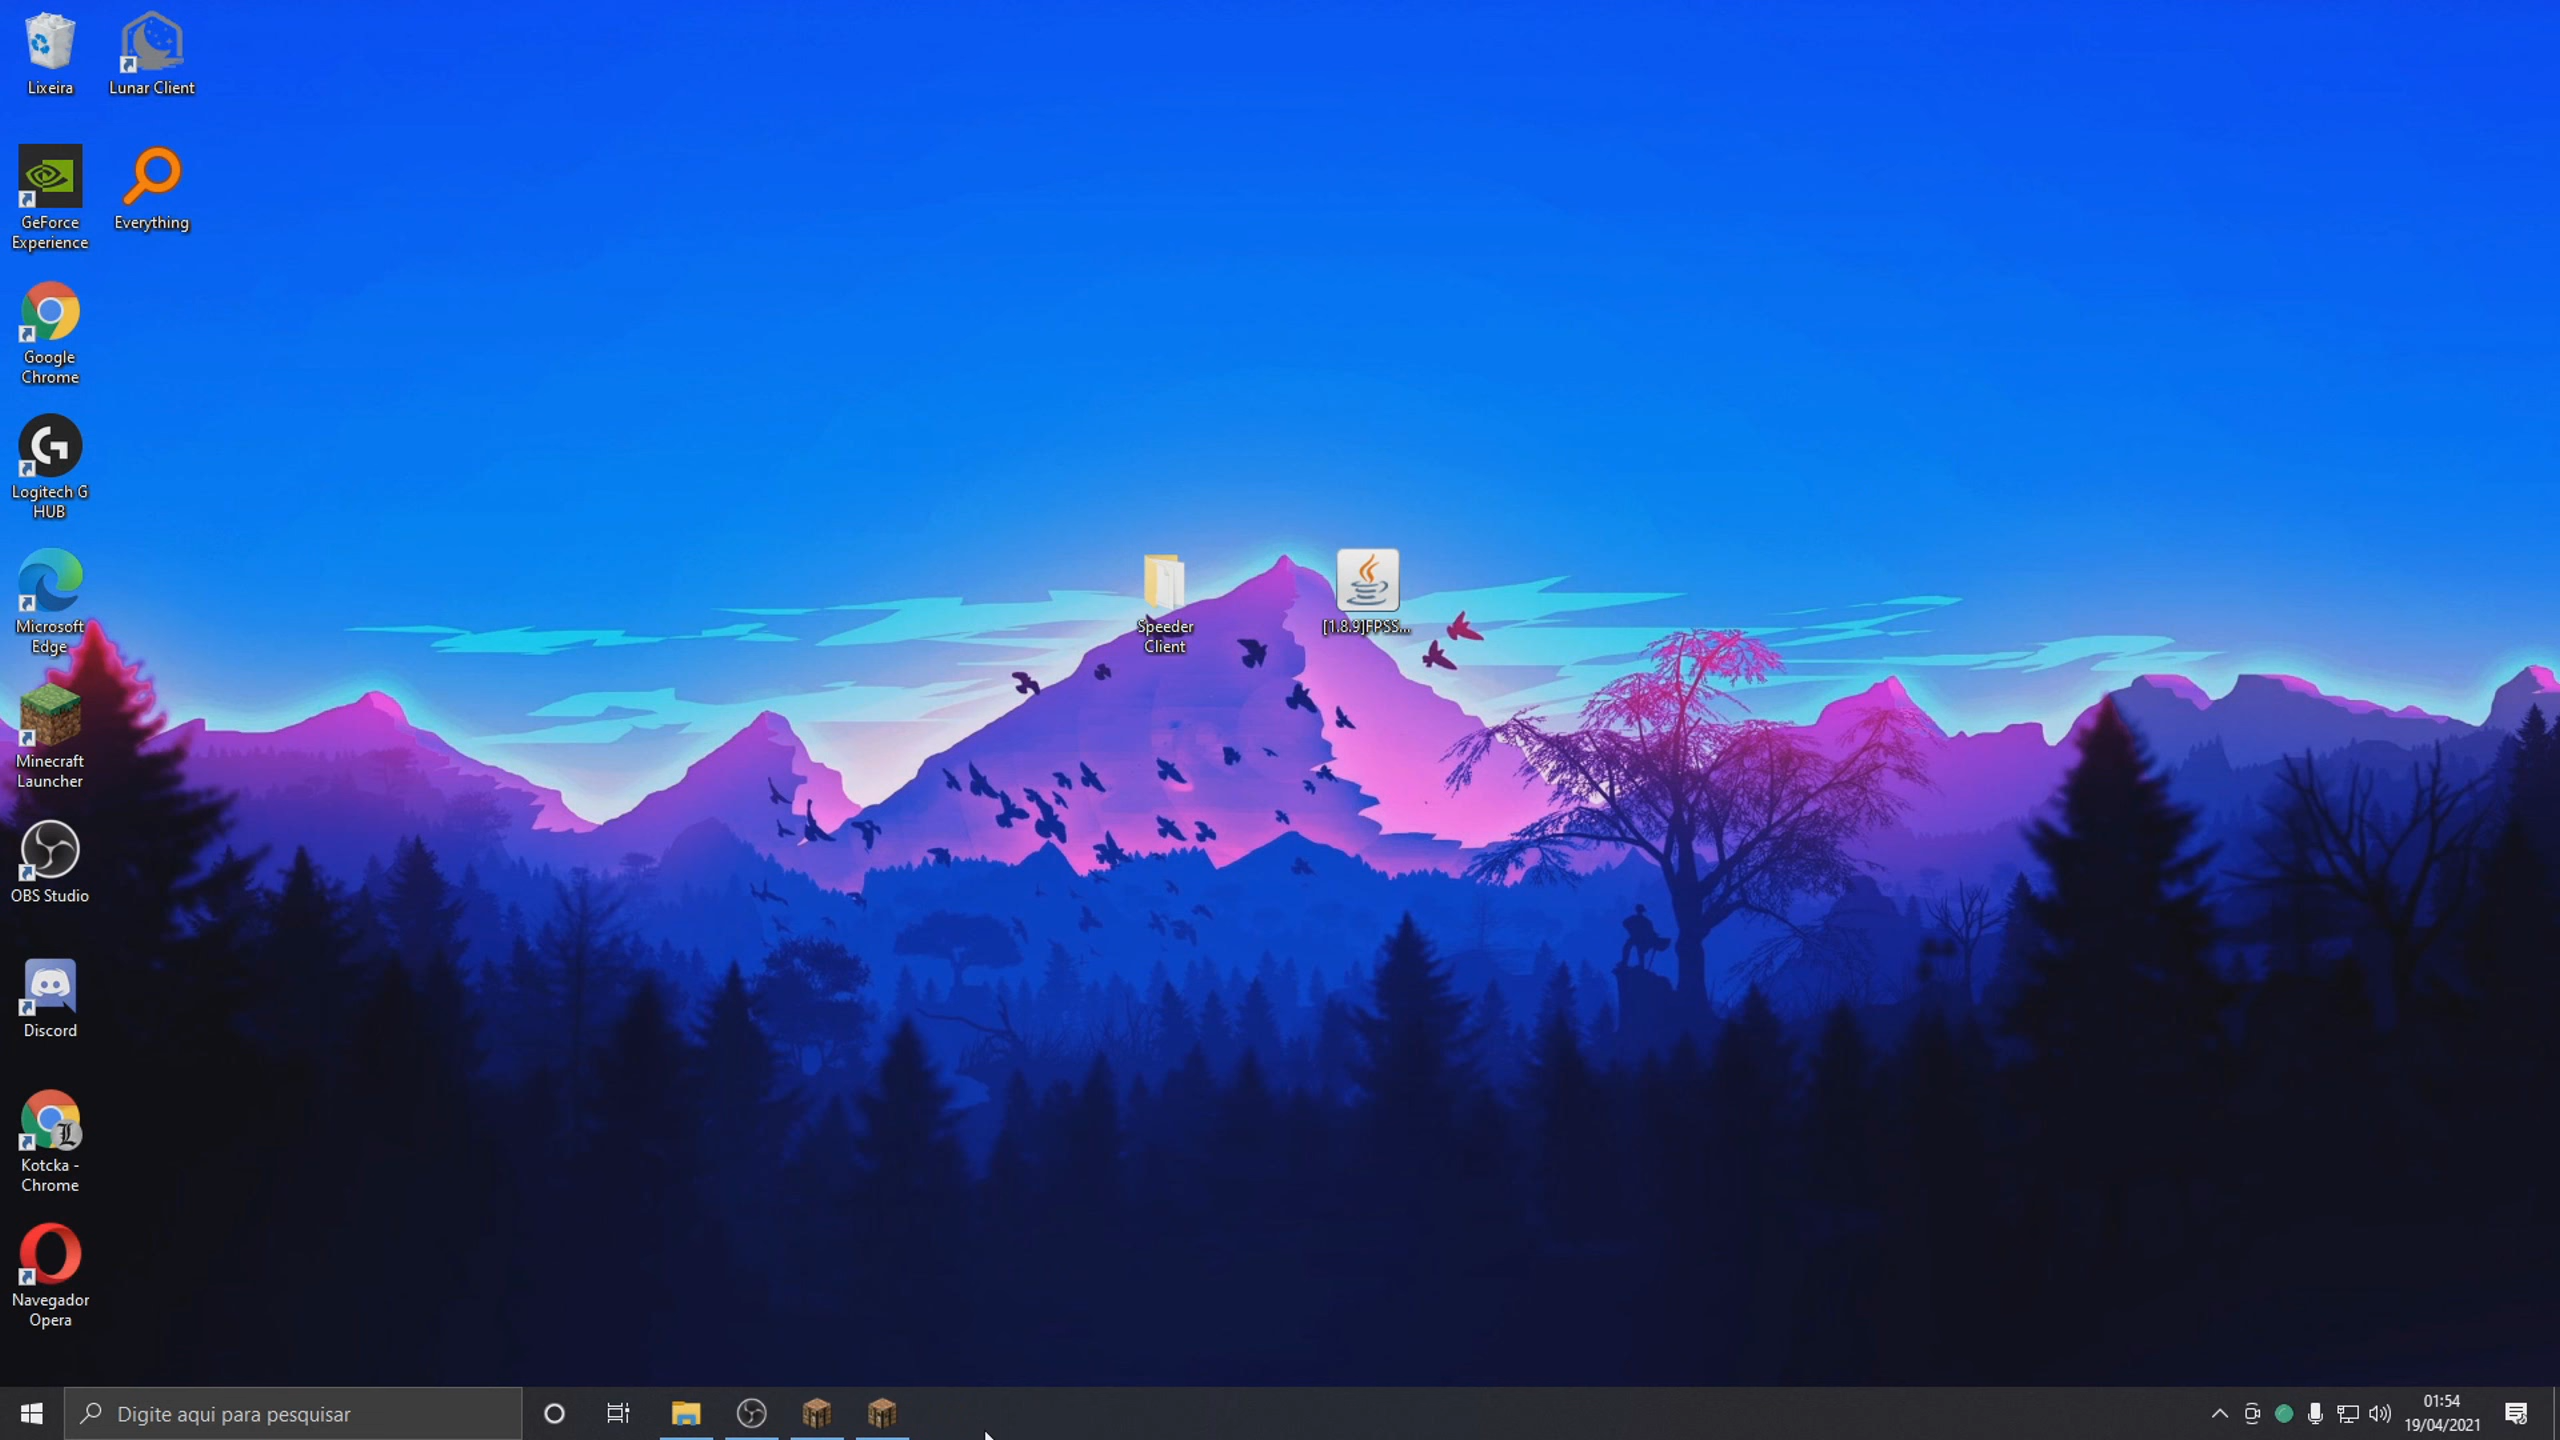 Lixeira
Lunar Client
GeForce
Experience
Everything
Google
Chrome
Logitech G
HUB
Microsoft
Edge
Speeder
Client
[1.8.9]FPSS...
Minecraft
Launcher
OBS Studio
Discord
Kotcka -
Chrome
Navegador
Opera
Digite aqui para pesquisar
01:54
19/04/2021